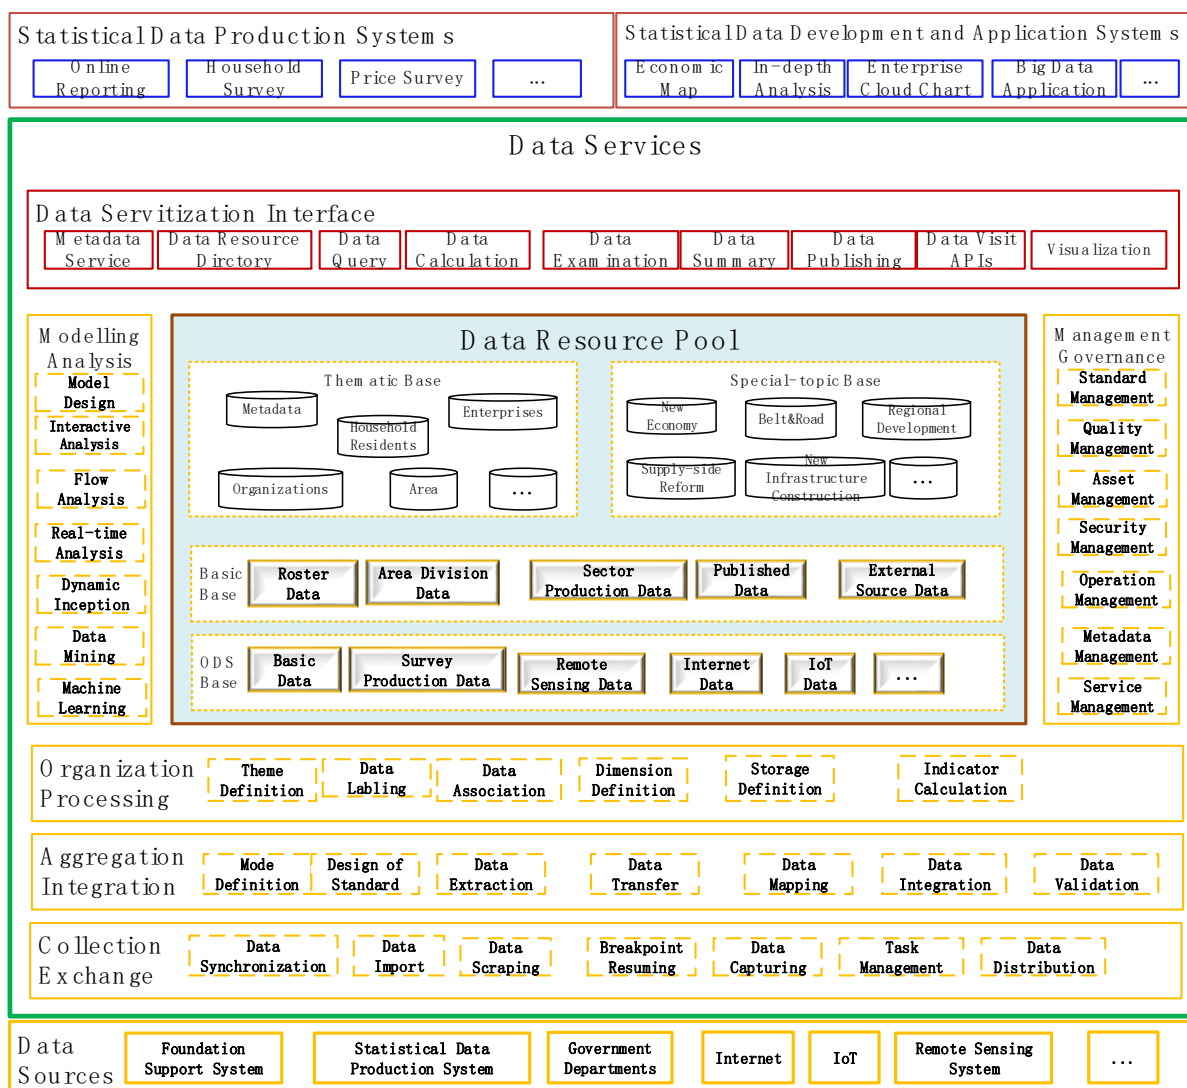 Statistical Data Production Systems
Online
Reporting
Household
Survey
Price Survey
...
Statistical Data Development and Application Systems
Economic
Map
In-depth
Analysis
Enterprise
Cloud Chart
Big Data
Application
...
Data Services
Data Servitization Interface
Metadata
Service
Data Resource
Dirctory
Data
Query
Data
Calculation
Data
Examination
Data
Summary
Data
Publishing
Data Visit
APIs
Visualization
Modelling
Analysis
Model
Design
Interactive
Analysis
Flow
Analysis
Real-time
Analysis
Dynamic
Inception
Data
Mining
Machine
Learning
Data Resource Pool
Thematic Base
Metadata
Household
Residents
Enterprises
Organizations
Area
...
Special-topic Base
New
Economy
Belt&Road
Regional
Development
Supply-side
Reform
New
Infrastructure
Construction
...
Basic
Base
Roster
Data
Area Division
Data
Sector
Production Data
Published
Data
External
Source Data
ODS
Base
Basic
Data
Survey
Production Data
Remote
Sensing Data
Internet
Data
IoT
Data
...
Management
Governance
Standard
Management
Quality
Management
Asset
Management
Security
Management
Operation
Management
Metadata
Management
Service
Management
Organization
Processing
Theme
Definition
Data
Labling
Data
Association
Dimension
Definition
Storage
Definition
Indicator
Calculation
Aggregation
Integration
Mode
Definition
Design of
Standard
Data
Extraction
Data
Transfer
Data
Mapping
Data
Integration
Data
Validation
Collection
Exchange
Data
Synchronization
Data
Import
Data
Scraping
Breakpoint
Resuming
Data
Capturing
Task
Management
Data
Distribution
Data
Sources
Foundation
Support System
Statistical Data
Production System
Government
Departments
Internet
IoT
Remote Sensing
System
...